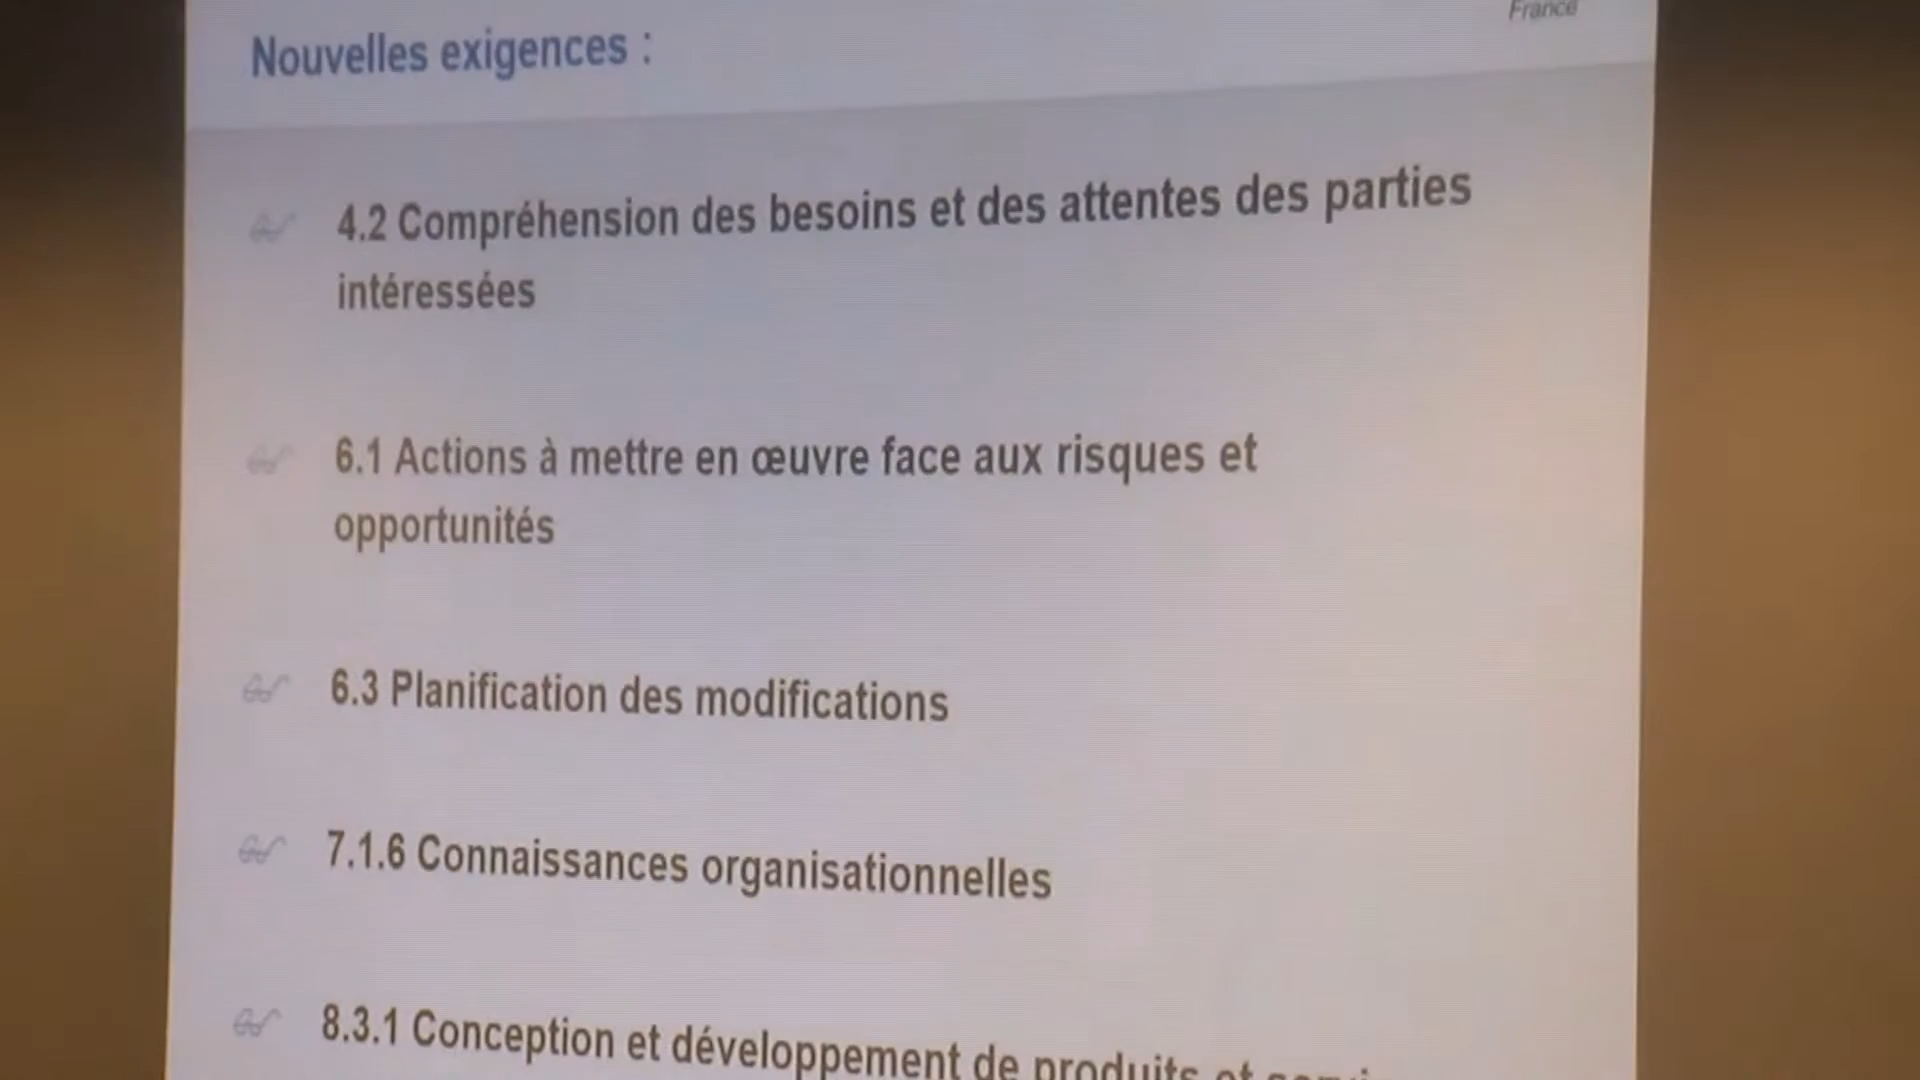 France
Nouvelles exigences :
4.2 Compréhension des besoins et des attentes des parties
intéressées
6.1 Actions à mettre en œuvre face aux risques et
opportunités
6.3 Planification des modifications
7.1.6 Connaissances organisationnelles
8.3.1 Conception et développement de produits et